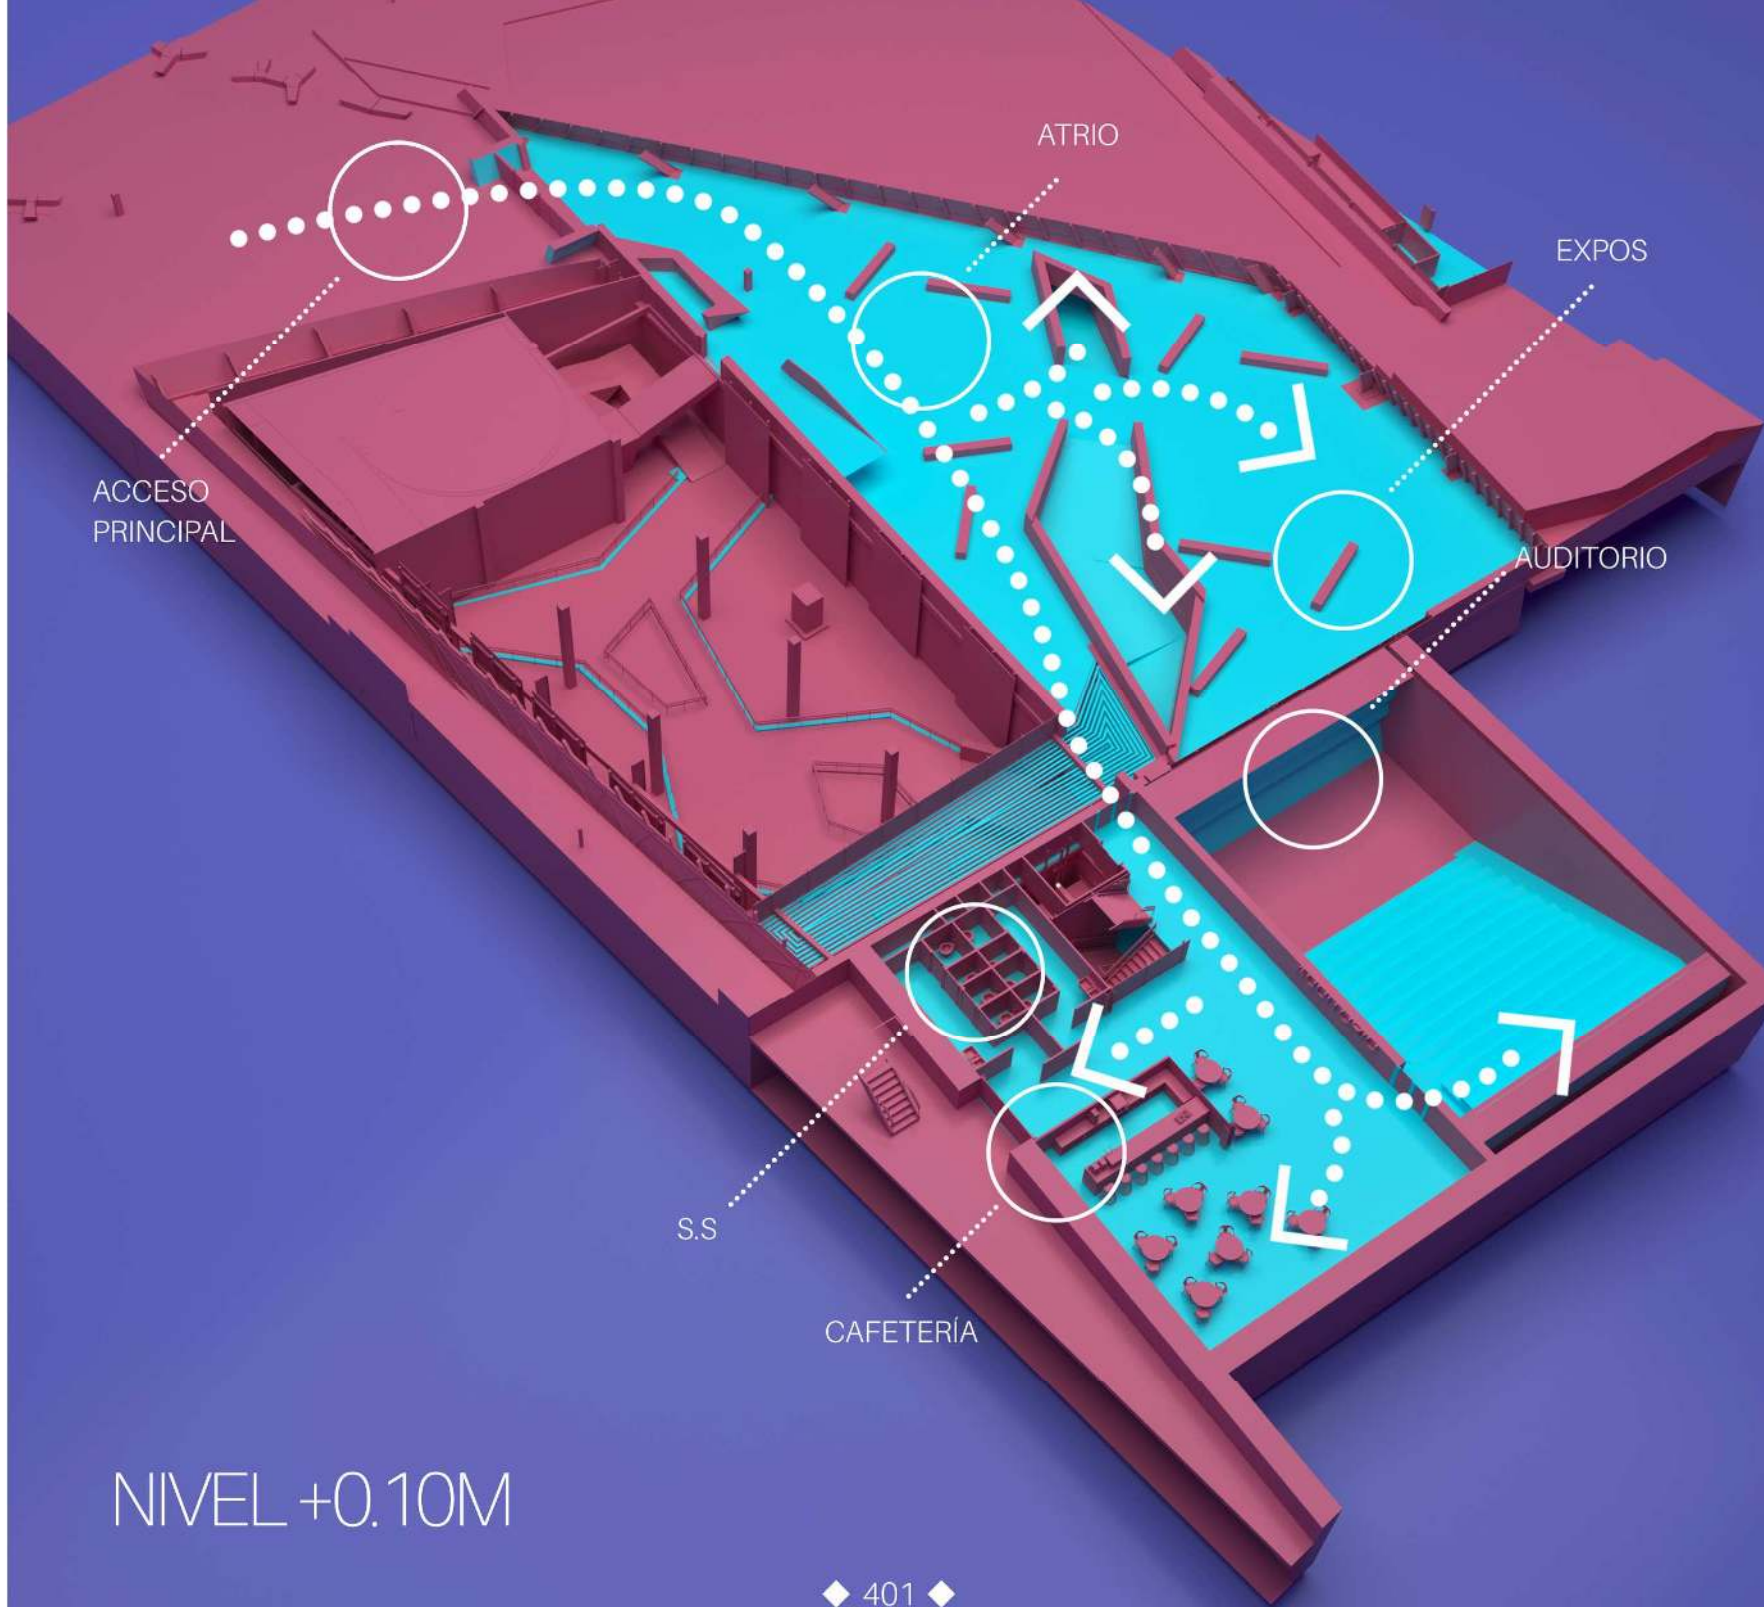 ATRIO
EXPOS
ACCESO
PRINCIPAL
AUDITORIO
S.S
CAFETERÍA
NIVEL +0.10M
401